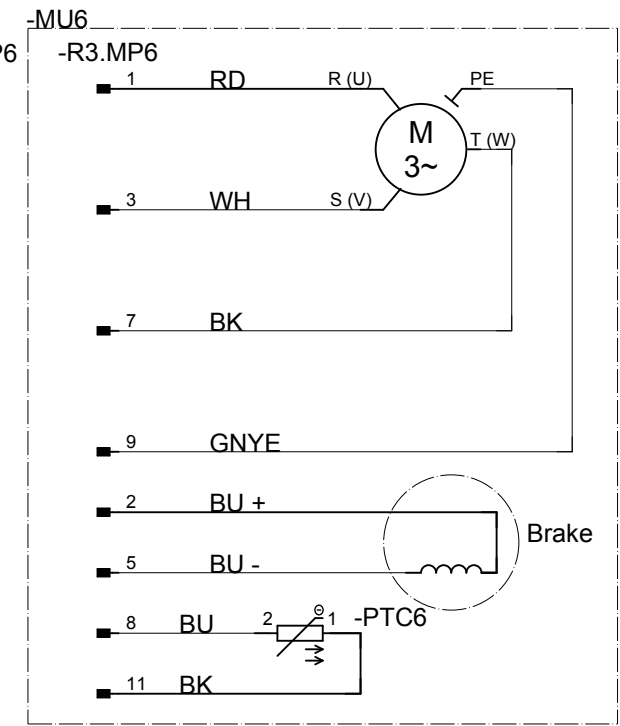 -MU6
P6 -R3.MP6
1 RD R (U) PE
M
3~
T (W)
3 WH S (V)
7 BK
9 GNYE
2 BU +
Brake
5 BU -
8 BU 2 1 -PTC6
11 BK